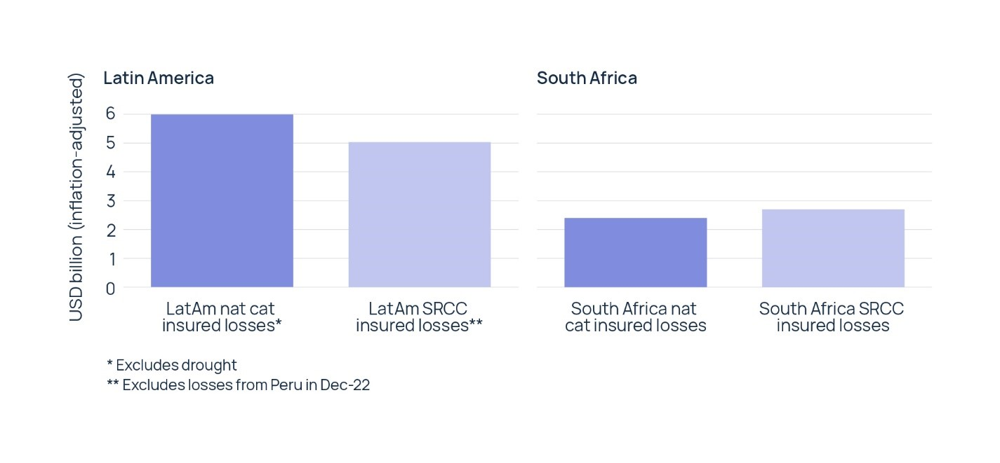 USD billion (inflation-adjusted)
Latin America
6
5
4
3
2
1
0
LatAm nat cat
insured losses*
LatAm SRCC
insured losses**
South Africa
South Africa nat
cat insured losses
South Africa SRCC
insured losses
* Excludes drought
** Excludes losses from Peru in Dec-22